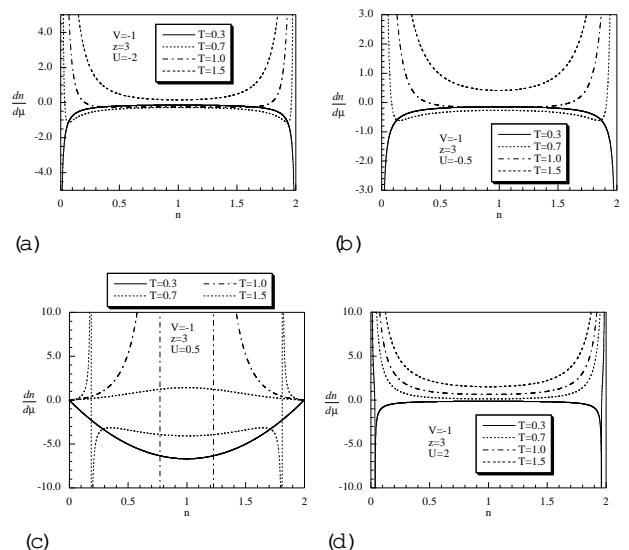 4.0
2.0
0.0
-2.0
-4.0
dn
dμ
V=-1
z=3
U=-2
T=0.3
T=0.7
T=1.0
T=1.5
0 0.5 1 1.5 2
n
(a)
3.0
2.0
1.0
0.0
-1.0
-2.0
-3.0
dn
dμ
V=-1
z=3
U=-0.5
T=0.3
T=0.7
T=1.0
T=1.5
0 0.5 1 1.5 2
n
(b)
T=0.3 T=1.0
T=0.7 T=1.5
10.0
5.0
0.0
-5.0
-10.0
dn
dμ
V=-1
z=3
U=0.5
0 0.5 1 1.5 2
n
(c)
10.0
5.0
0.0
-5.0
-10.0
dn
dμ
V=-1
z=3
U=2
T=0.3
T=0.7
T=1.0
T=1.5
0 0.5 1 1.5 2
n
(d)